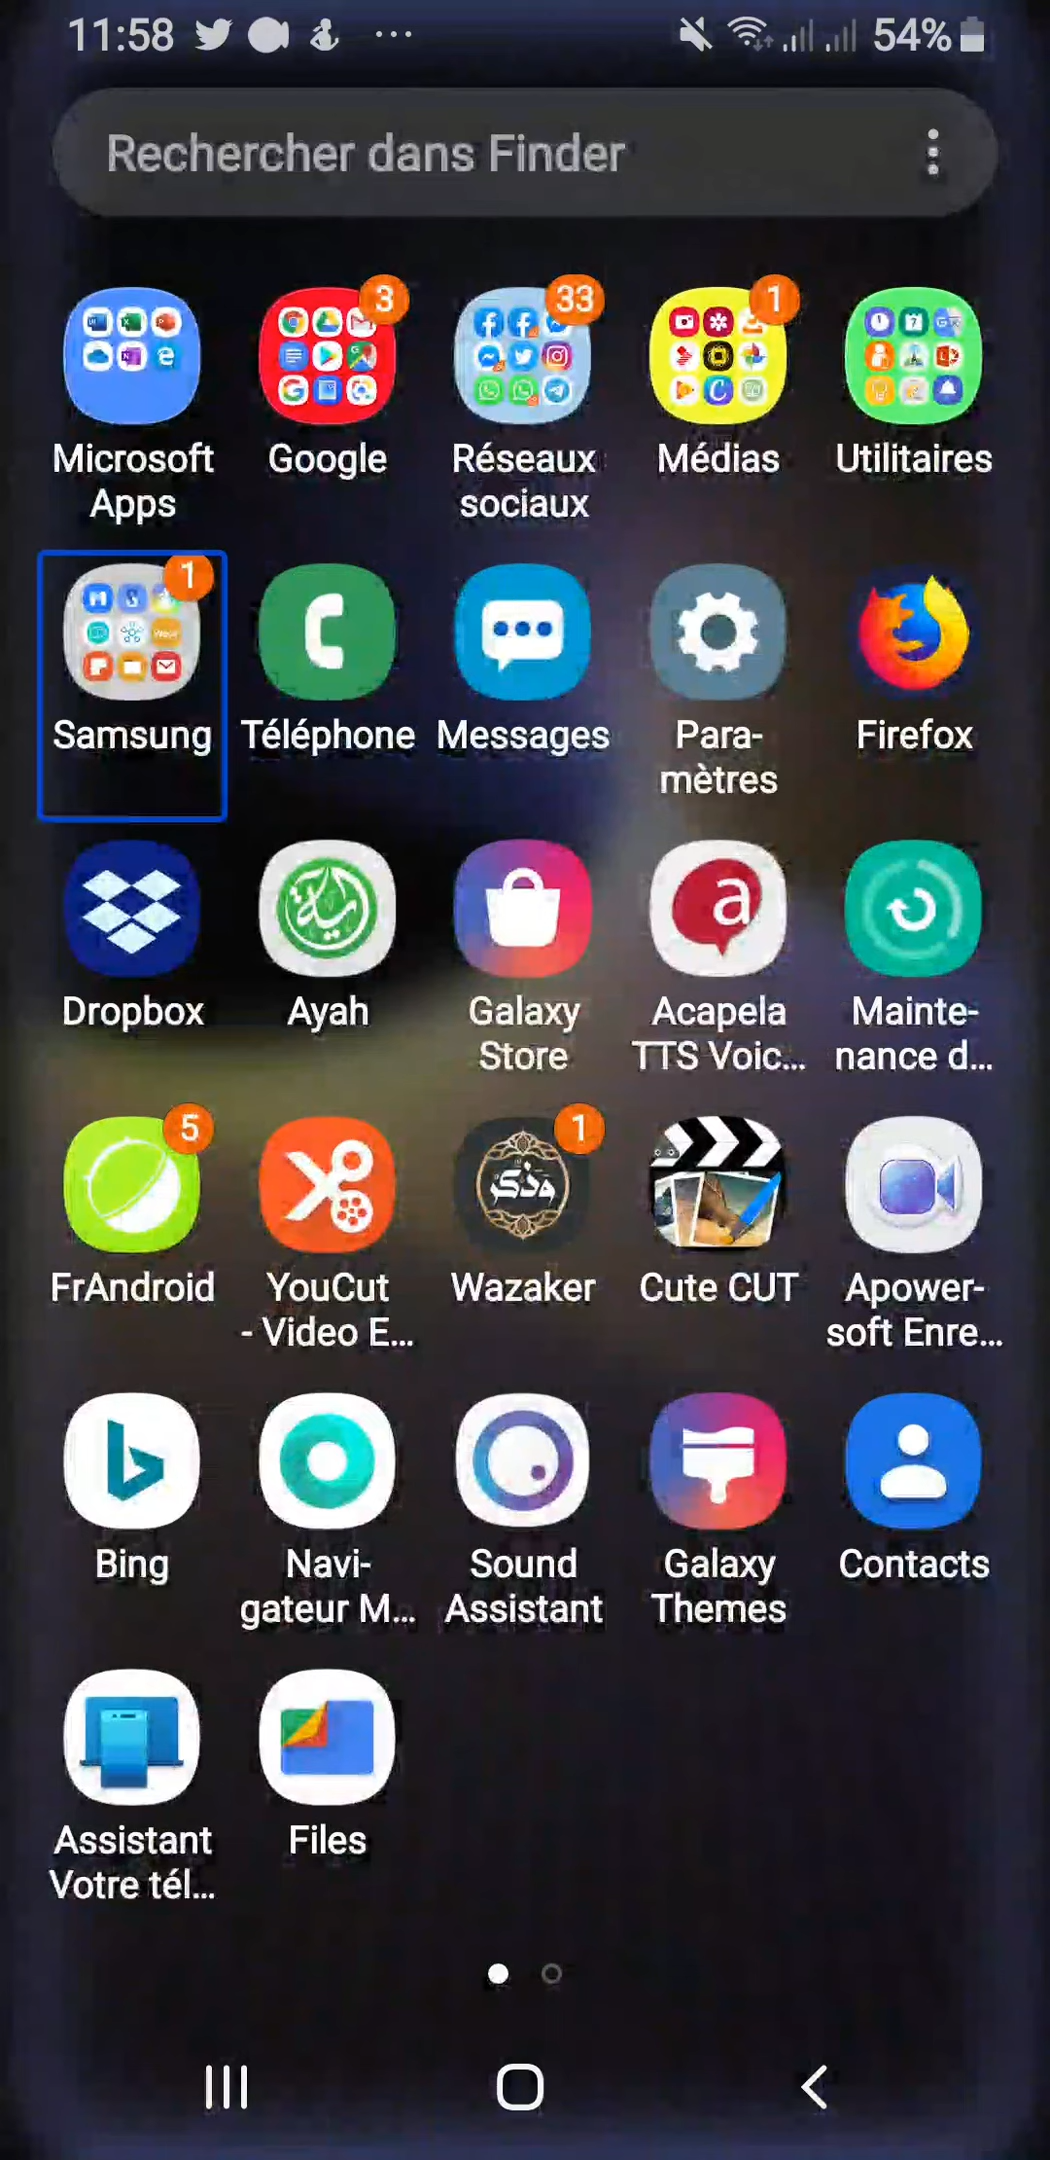 11:58
54%
Rechercher dans Finder
3
33
1
Microsoft
Apps
Google
Réseaux
sociaux
Médias
Utilitaires
1
Samsung
Téléphone
Messages
Para-
mètres
Firefox
a
Dropbox
Ayah
Galaxy
Store
Acapela
TTS Voic...
Mainte-
nance d...
5
1
آية
وَذَكِّر
FrAndroid
YouCut
- Video E...
Wazaker
Cute CUT
Apower-
soft Enre...
Bing
Navi-
gateur M...
Sound
Assistant
Galaxy
Themes
Contacts
Assistant
Votre tél...
Files